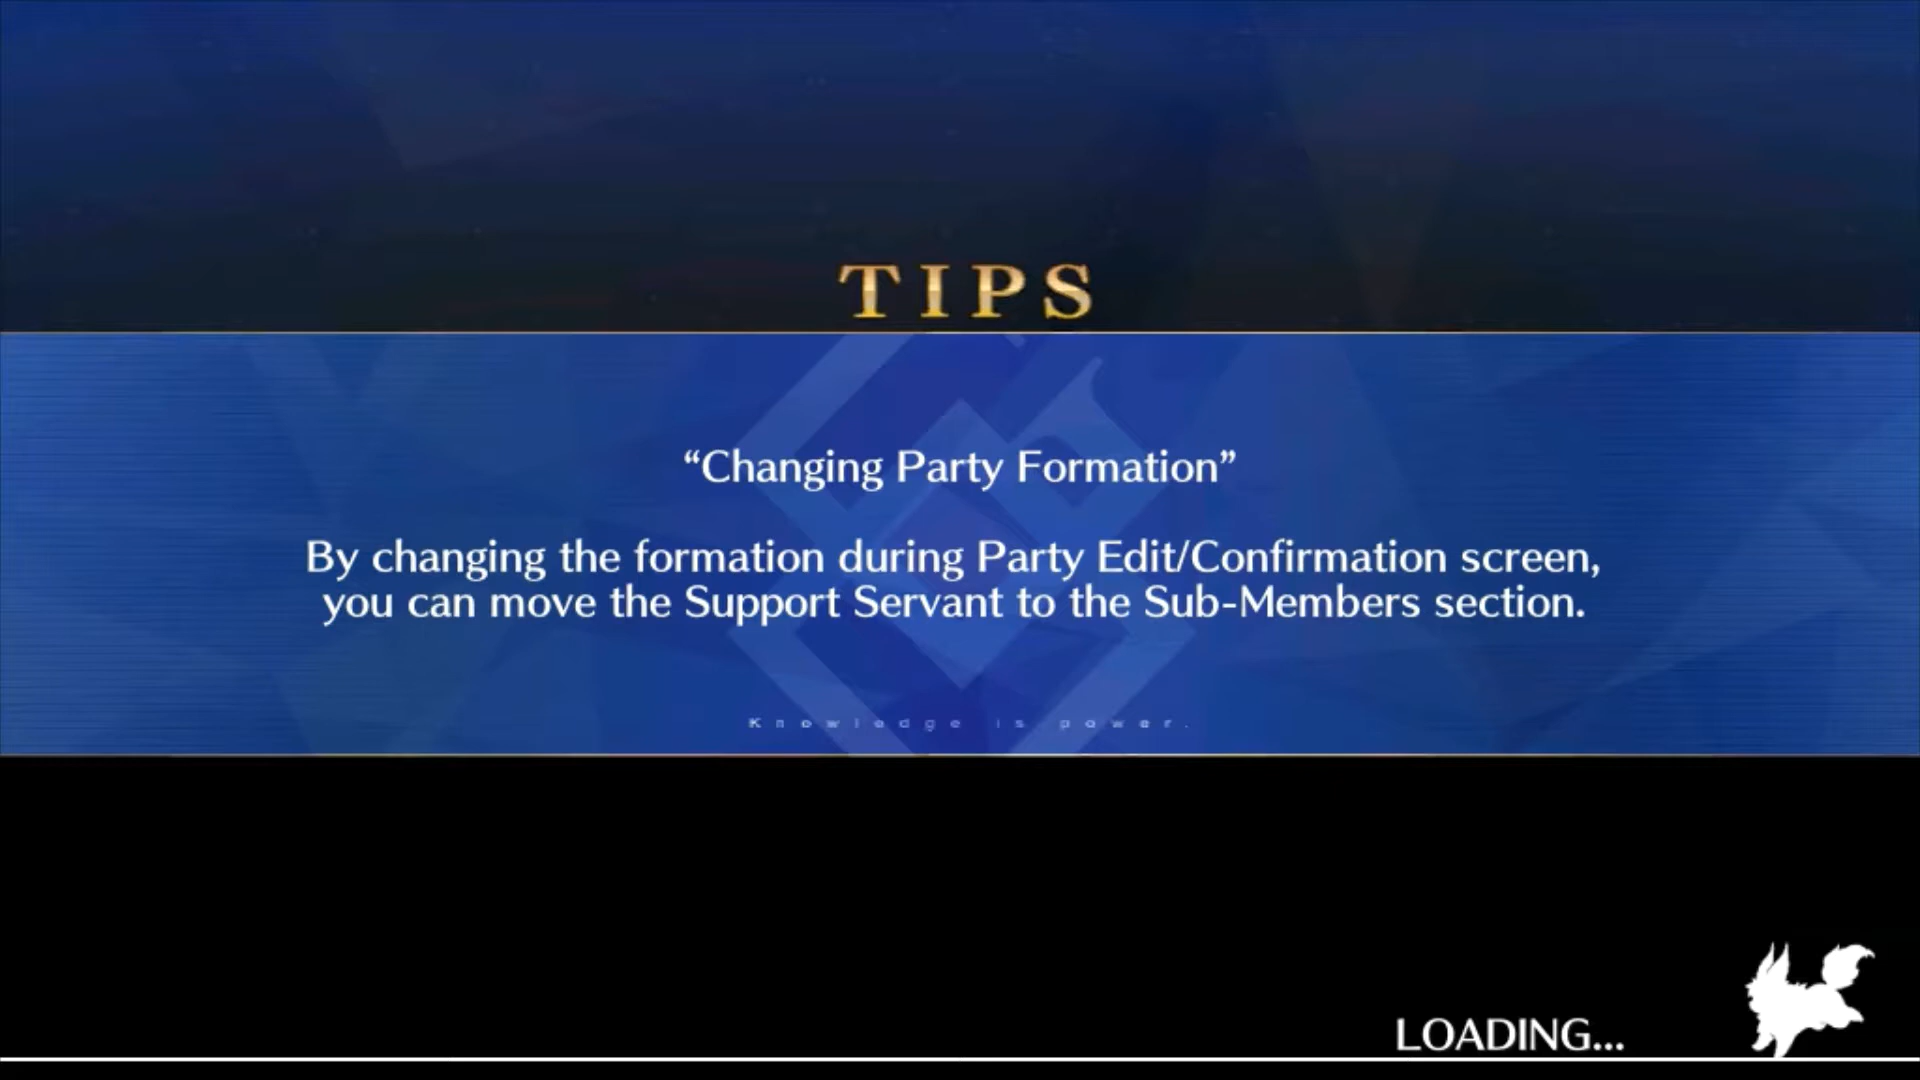 TIPS
“Changing Party Formation”
By changing the formation during Party Edit/Confirmation screen,
you can move the Support Servant to the Sub-Members section.
Knowledge is power.
LOADING...